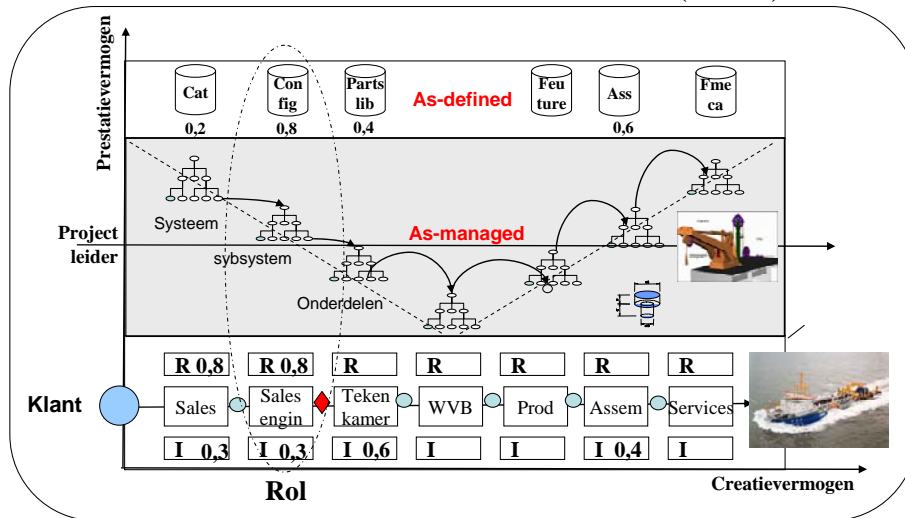 Prestatievermogen
Cat
Con
fig
Parts
lib
As-defined
Feu
ture
Ass
Fme
ca
0,2
0,8
0,4
0,6
Systeem
Project
leider
sybsystem
As-managed
Onderdelen
R 0,8
R 0,8
R
R
R
R
R
Klant
Sales
Sales
engin
Teken
kamer
WVB
Prod
Assem
Services
I 0,3
I 0,3
I 0,6
I
I
I 0,4
I
Rol
Creatievermogen